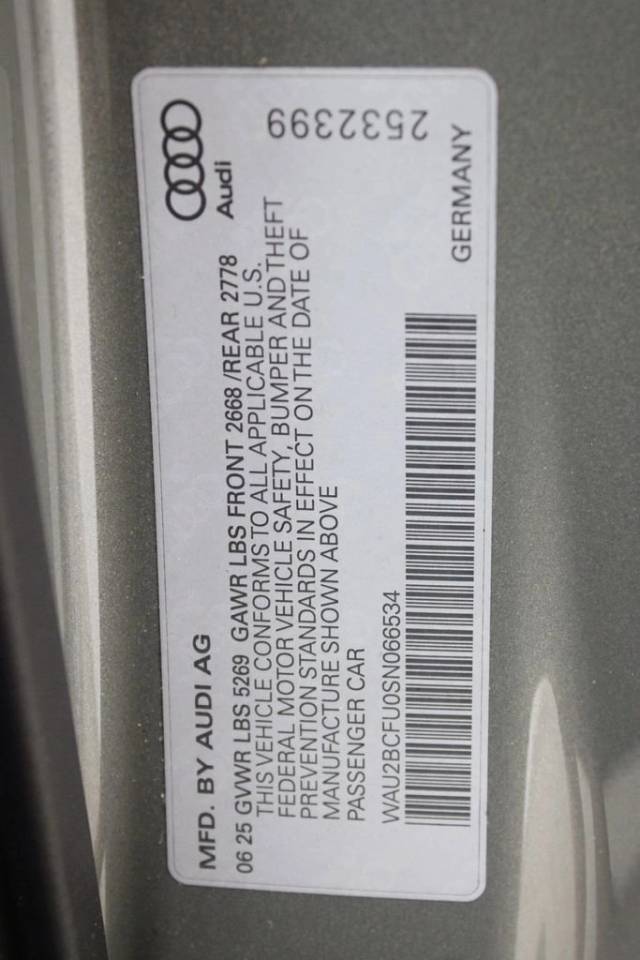 MFD. BY AUDI AG
Audi
06 25 GVWR LBS 5269 GAWR LBS FRONT 2668 /REAR 2778
THIS VEHICLE CONFORMS TO ALL APPLICABLE U.S.
FEDERAL MOTOR VEHICLE SAFETY, BUMPER AND THEFT
PREVENTION STANDARDS IN EFFECT ON THE DATE OF
MANUFACTURE SHOWN ABOVE
PASSENGER CAR
2532399
WAU2BCFU0SN066534
GERMANY